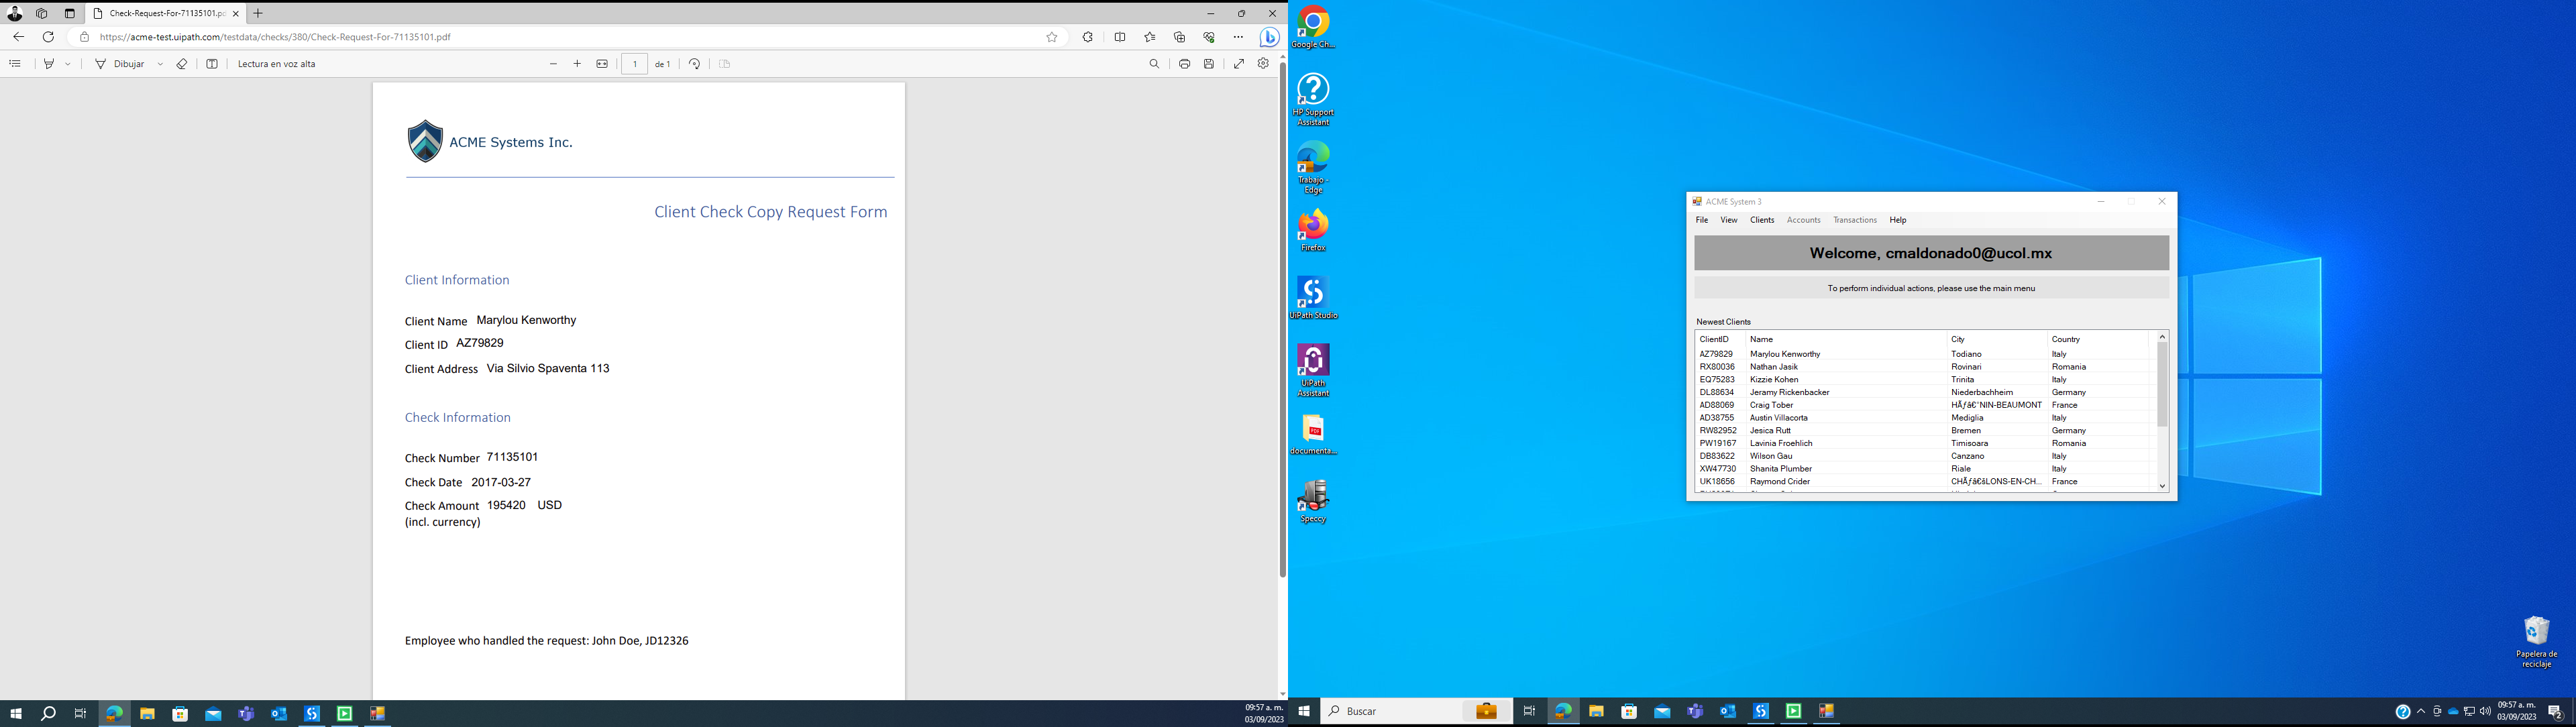 Check-Request-For-71135101.pd
https://acme-test.uipath.com/testdata/checks/380/Check-Request-For-71135101.pdf
Dibujar
Lectura en voz alta
1 de 1
ACME Systems Inc.
Client Check Copy Request Form
Client Information
Client Name Marylou Kenworthy
Client ID AZ79829
Client Address Via Silvio Spaventa 113
Check Information
Check Number 71135101
Check Date 2017-03-27
Check Amount 195420 USD
(incl. currency)
Employee who handled the request: John Doe, JD12326
09:57 a. m.
03/09/2023
Google Ch...
HP Support
Assistant
Trabajo -
Edge
Firefox
UiPath Studio
UiPath
Assistant
documenta...
Speccy
ACME System 3
File View Clients Accounts Transactions Help
Welcome, cmaldonado0@ucol.mx
To perform individual actions, please use the main menu
Newest Clients
ClientID Name City Country
AZ79829 Marylou Kenworthy Todiano Italy
RX80036 Nathan Jasik Rovinari Romania
EQ75283 Kizzie Kohen Trinita Italy
DL88634 Jeramy Rickenbacker Niederbachheim Germany
AD88069 Craig Tober HÃƒâ€°NIN-BEAUMONT France
AD38755 Austin Villacorta Mediglia Italy
RW82952 Jesica Rutt Bremen Germany
PW19167 Lavinia Froehlich Timisoara Romania
DB83622 Wilson Gau Canzano Italy
XW47730 Shanita Plumber Riale Italy
UK18656 Raymond Crider CHÃƒâ€šLONS-EN-CH... France
Papelera de
reciclaje
Buscar
09:57 a. m.
03/09/2023
2